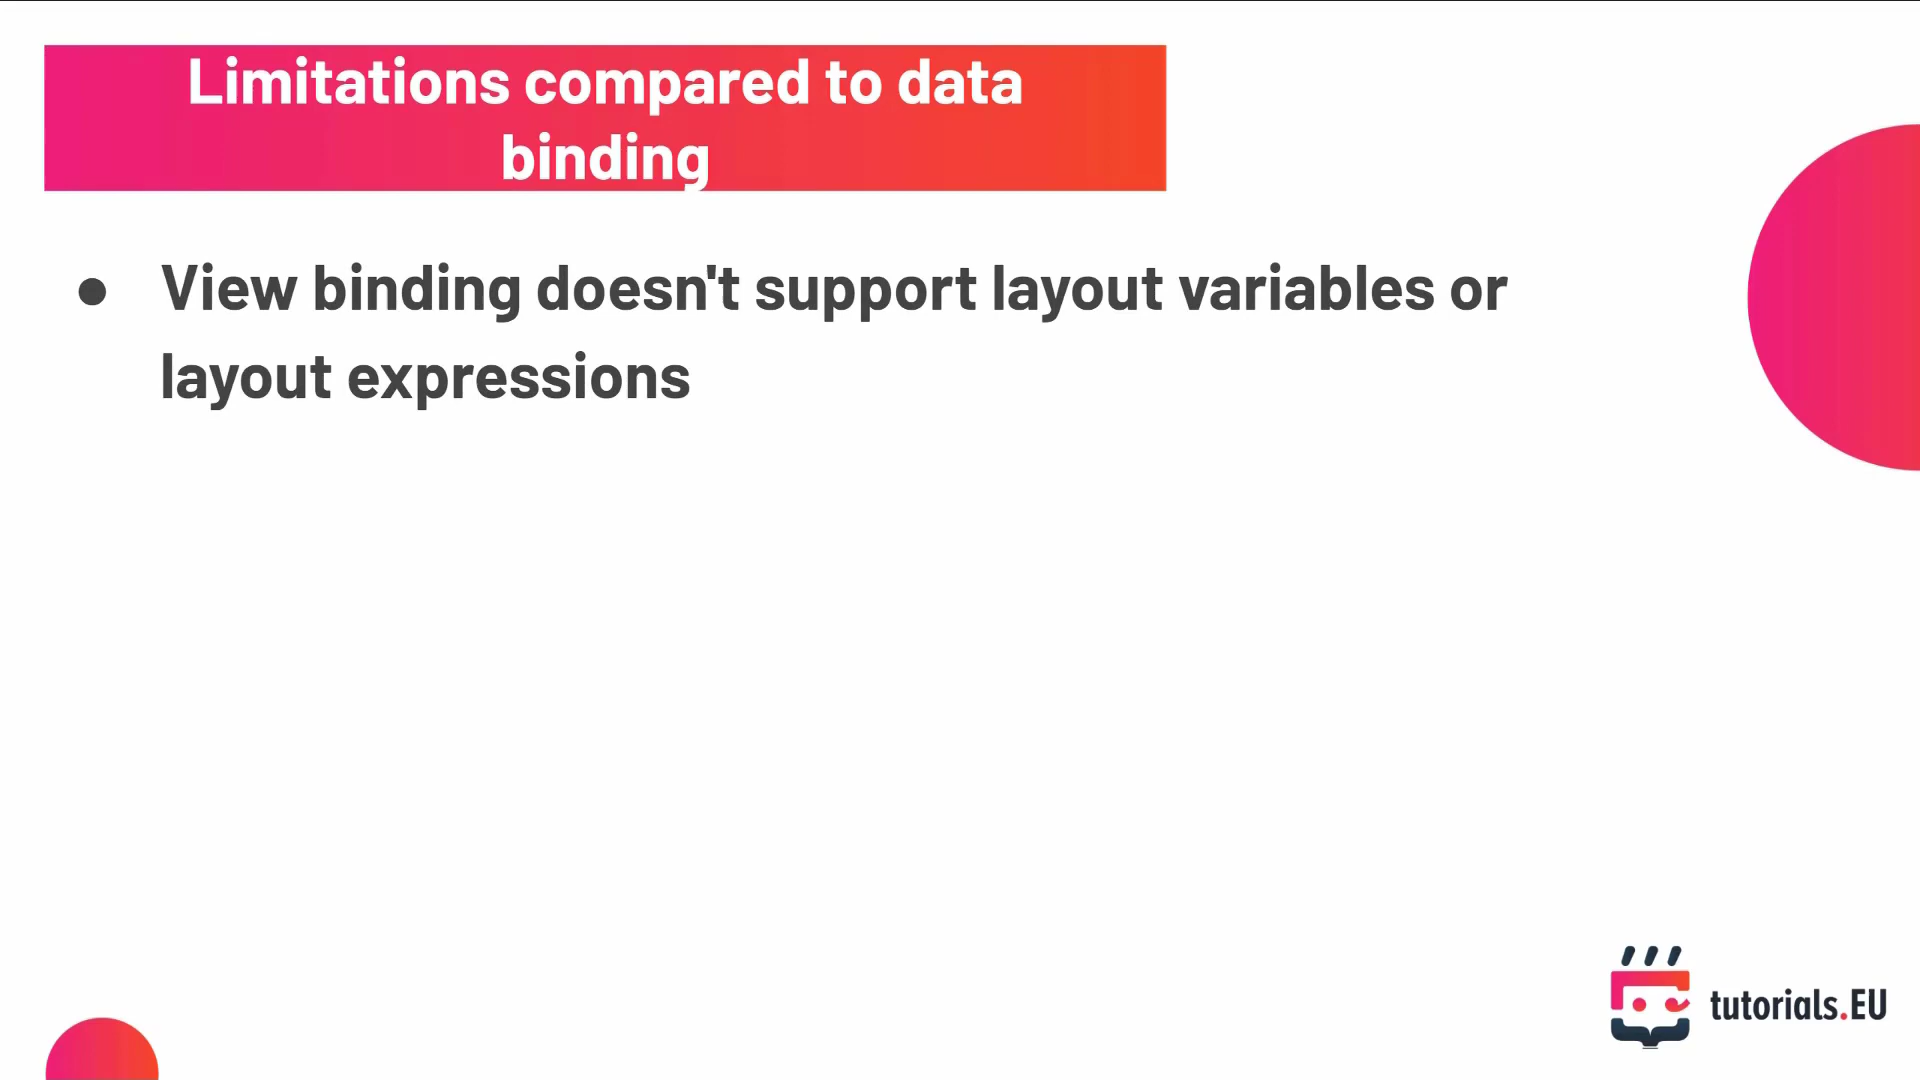 Limitations compared to data
binding
● View binding doesn't support layout variables or
layout expressions
tutorials.EU